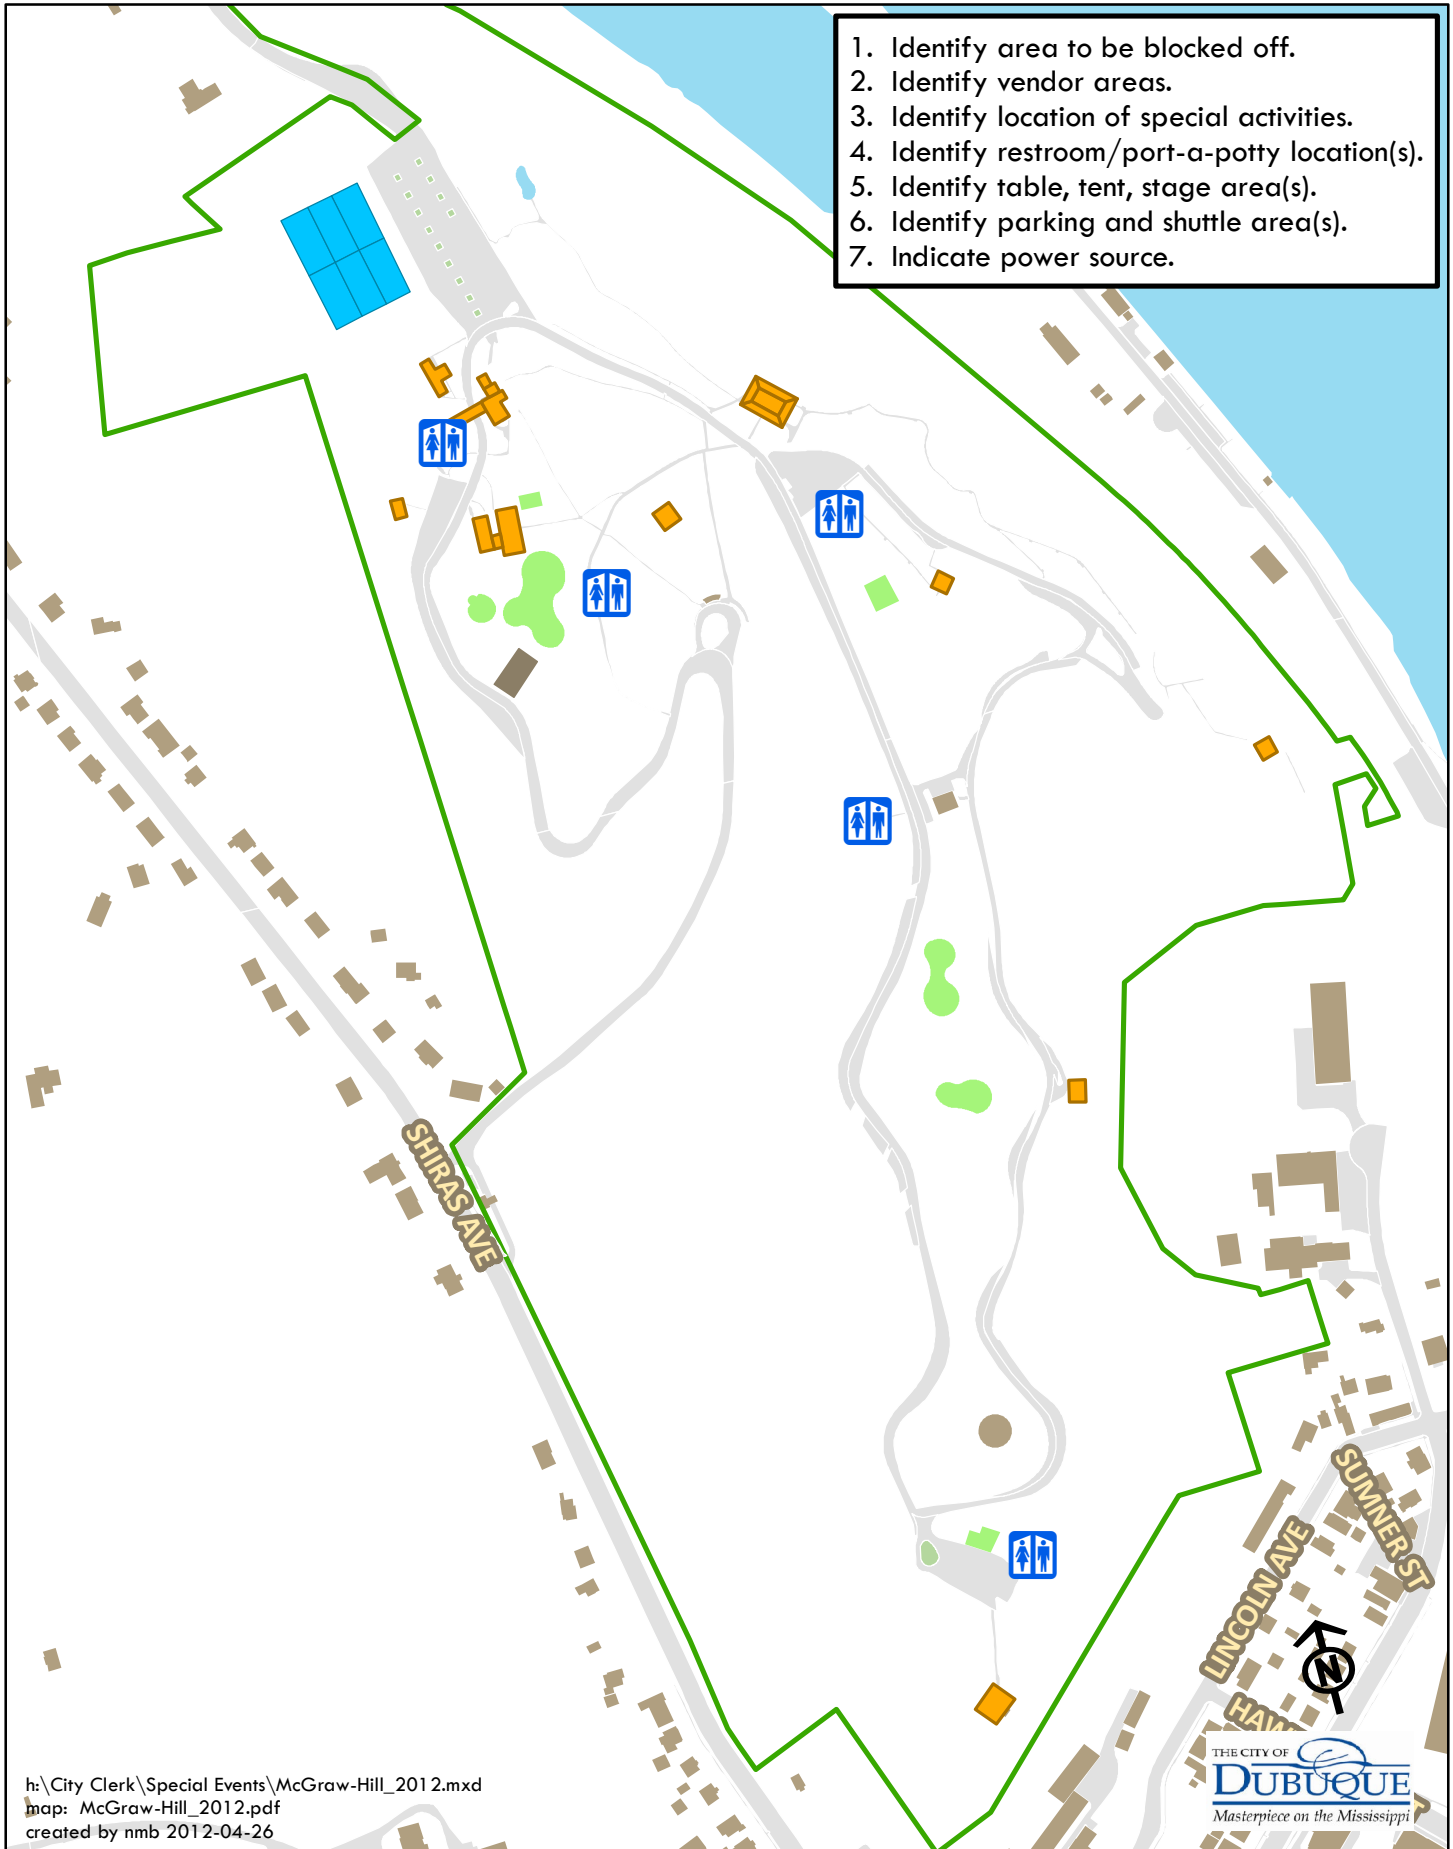 1. Identify area to be blocked off.
2. Identify vendor areas.
3. Identify location of special activities.
4. Identify restroom/port-a-potty location(s).
5. Identify table, tent, stage area(s).
6. Identify parking and shuttle area(s).
7. Indicate power source.
SHIRAS AVE
SUMNER ST
LINCOLN AVE
N
THE CITY OF
DUBUQUE
Masterpiece on the Mississippi
h:\City Clerk\Special Events\McGraw-Hill_2012.mxd
map: McGraw-Hill_2012.pdf
created by nmb 2012-04-26